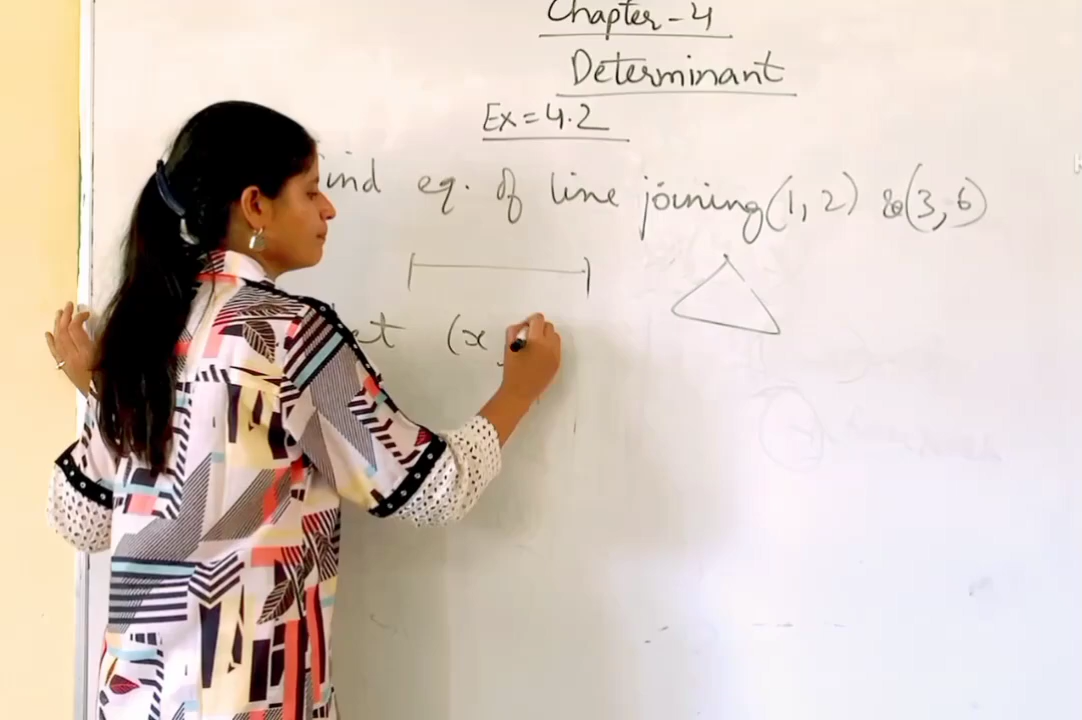 Chapter-4
Determinant
Ex=4.2
ind eq. of line joining (1, 2) & (3, 6)
et (x,